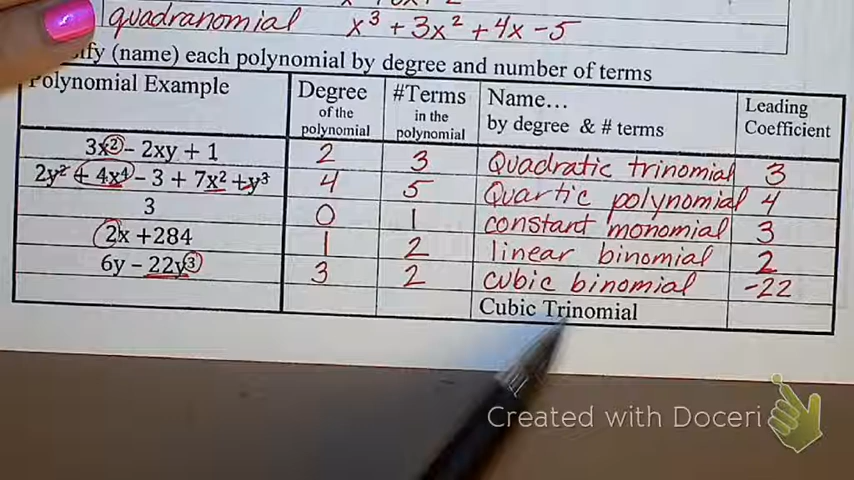 quadranomial x³ + 3x² + 4x - 5
ify (name) each polynomial by degree and number of terms
Polynomial Example Degree of the polynomial #Terms in the polynomial Name... by degree & # terms Leading Coefficient
3x² - 2xy + 1 2 3 Quadratic trinomial 3
2y² + 4x⁴ - 3 + 7x² + y³ 4 5 Quartic polynomial 4
3 0 1 constant monomial 3
2x +284 1 2 linear binomial 2
6y - 22y³ 3 2 cubic binomial -22
Cubic Trinomial
Created with Doceri